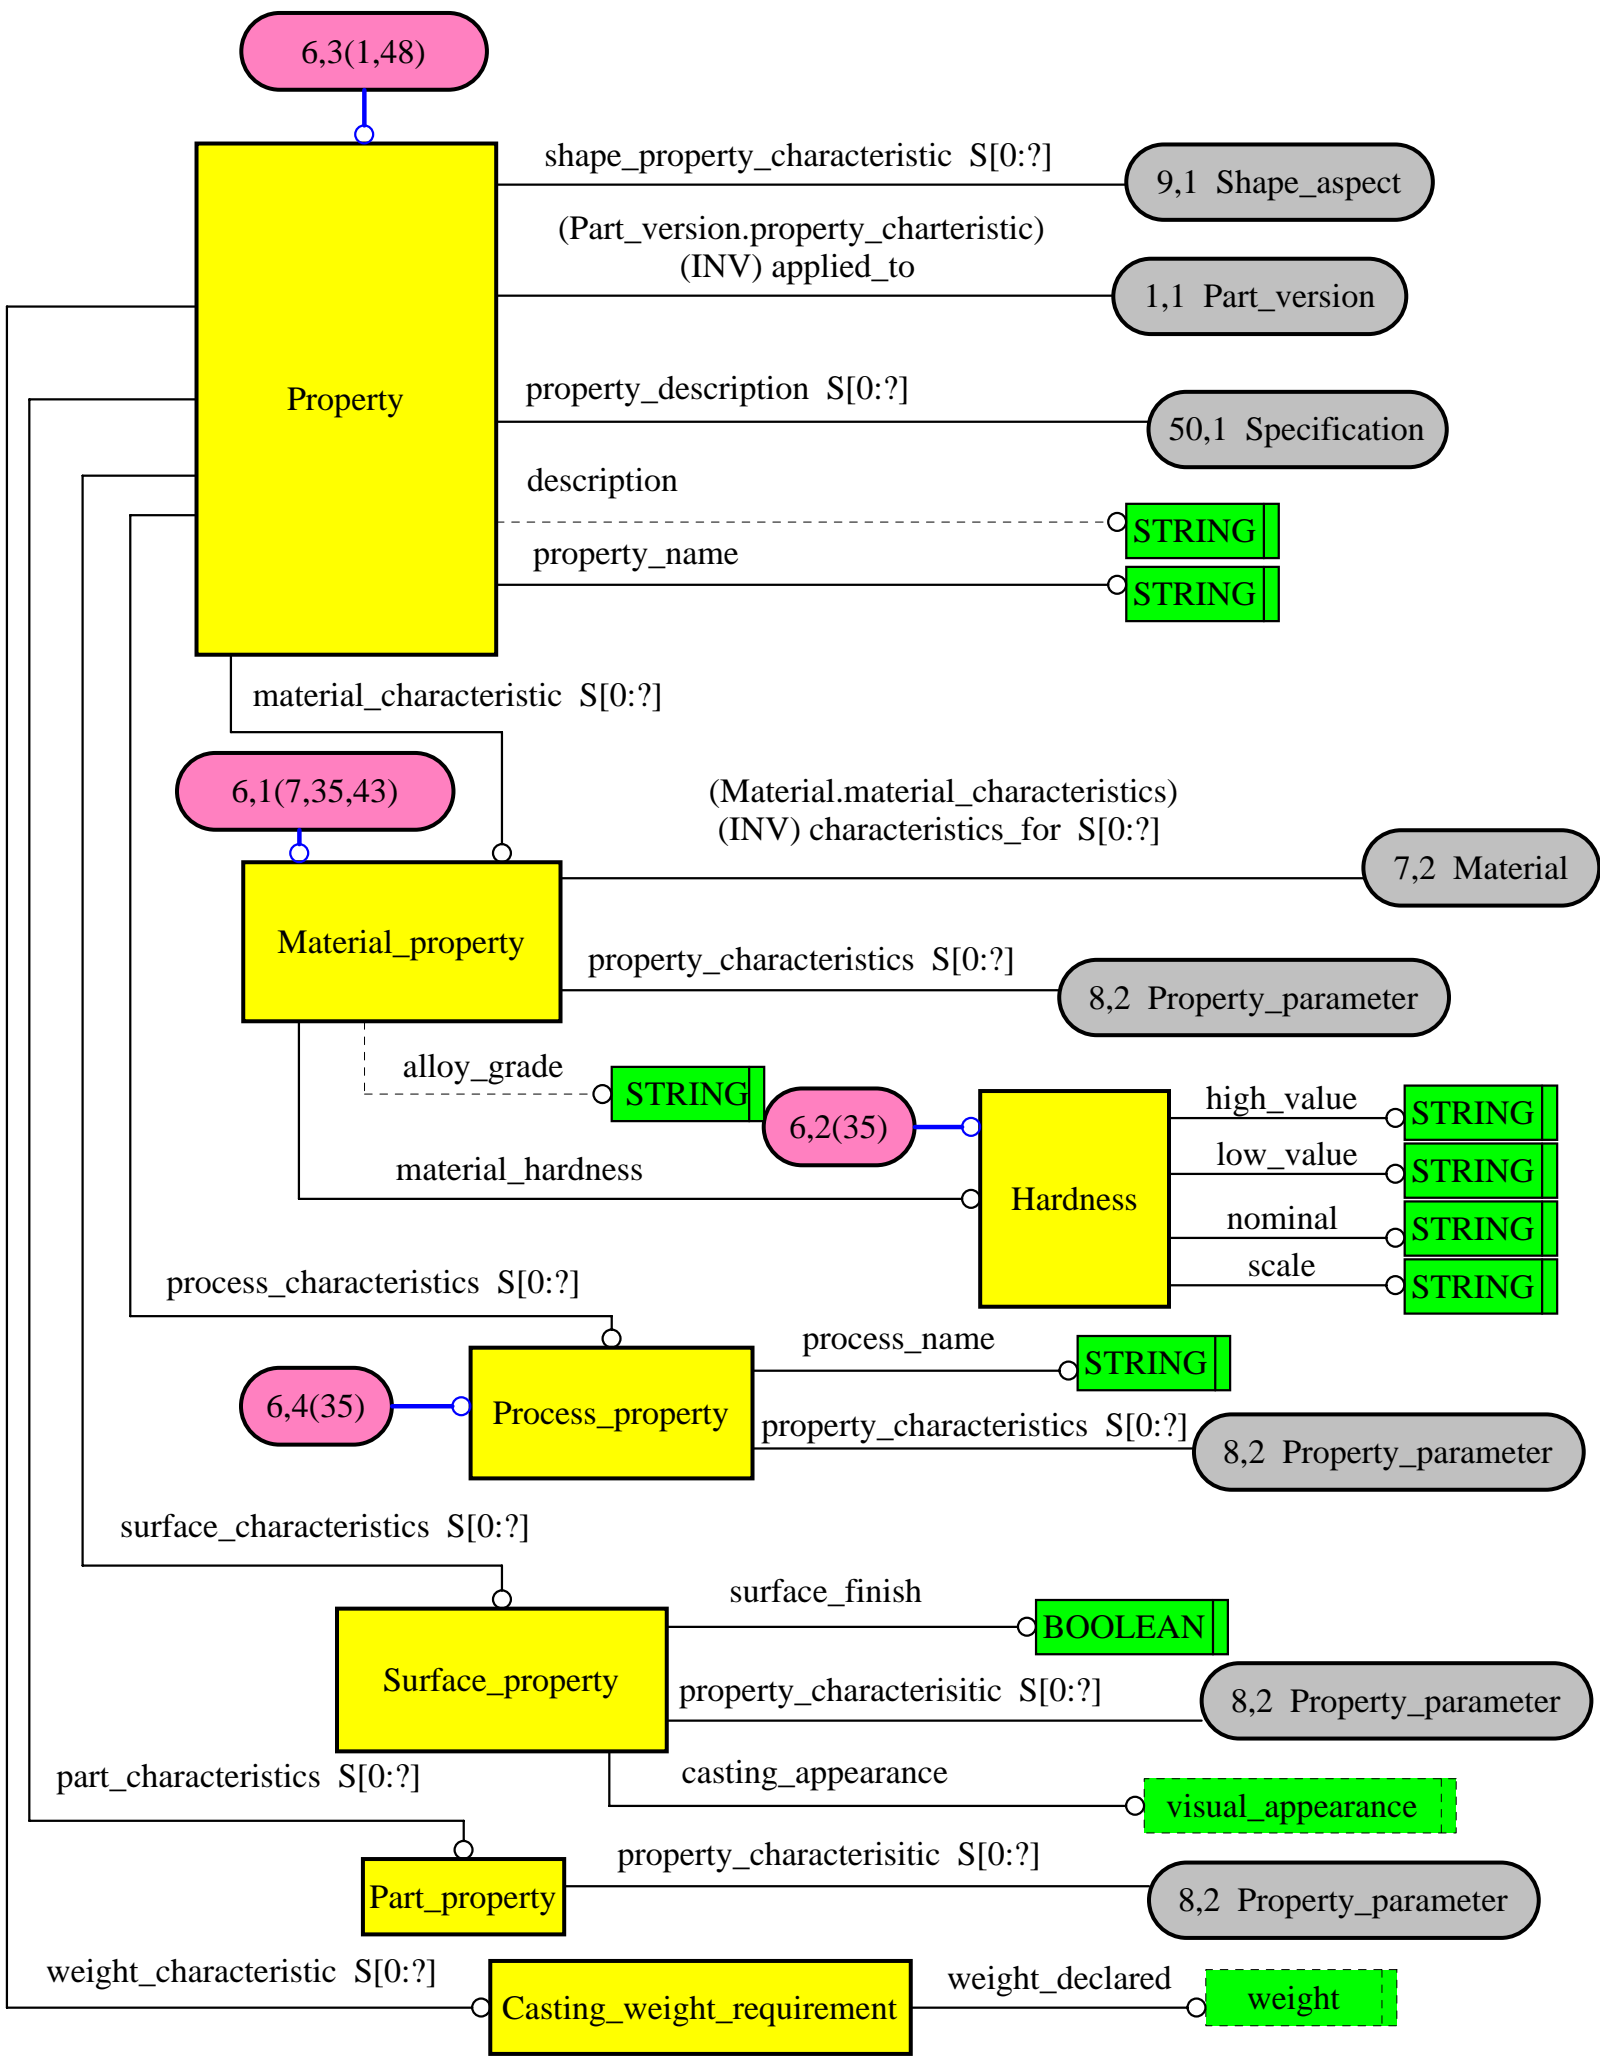 6,3(1,48)
shape_property_characteristic S[0:?]
9,1 Shape_aspect
(Part_version.property_charteristic)
(INV) applied_to
1,1 Part_version
Property
property_description S[0:?]
50,1 Specification
description
STRING
property_name
STRING
material_characteristic S[0:?]
6,1(7,35,43)
(Material.material_characteristics)
(INV) characteristics_for S[0:?]
7,2 Material
Material_property
property_characteristics S[0:?]
8,2 Property_parameter
alloy_grade
STRING
6,2(35)
high_value
STRING
low_value
STRING
material_hardness
Hardness
nominal
STRING
scale
STRING
process_characteristics S[0:?]
process_name
STRING
6,4(35)
Process_property
property_characteristics S[0:?]
8,2 Property_parameter
surface_characteristics S[0:?]
surface_finish
BOOLEAN
Surface_property
property_characterisitic S[0:?]
8,2 Property_parameter
part_characteristics S[0:?]
casting_appearance
visual_appearance
property_characterisitic S[0:?]
Part_property
8,2 Property_parameter
weight_characteristic S[0:?]
Casting_weight_requirement
weight_declared
weight